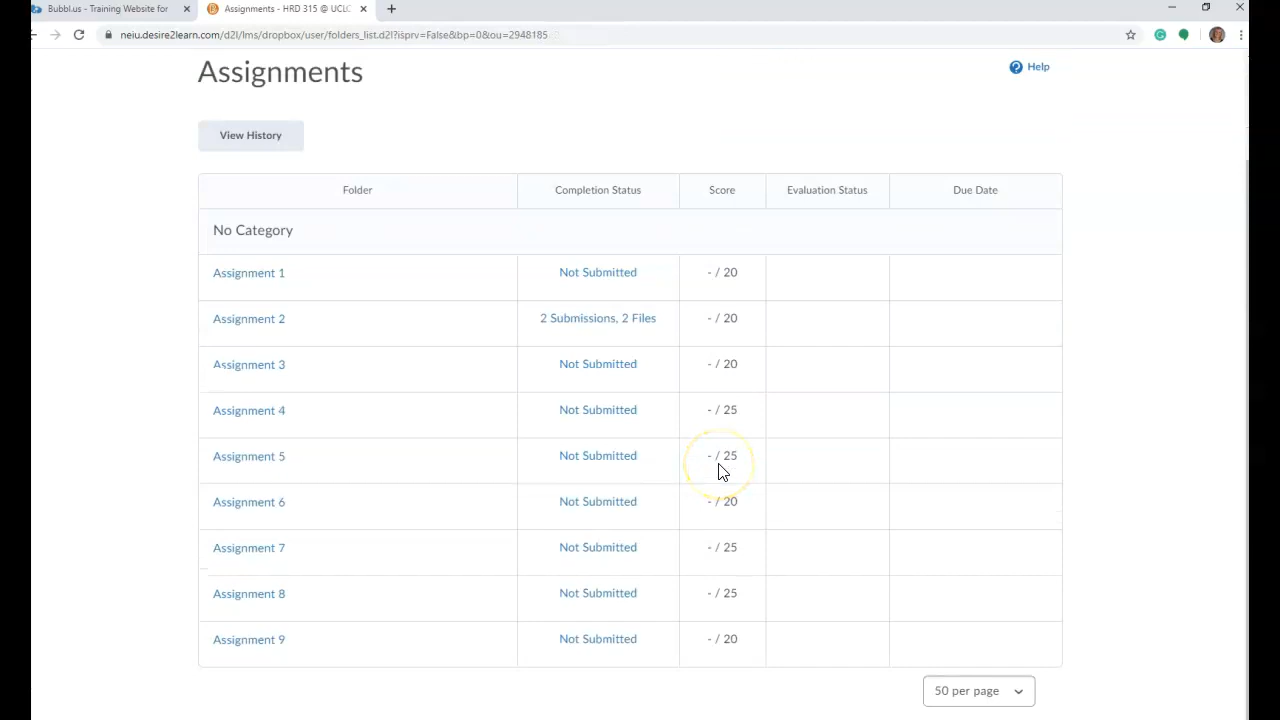 Bubbl.us - Training Website for
Assignments - HRD 315 @ UCLC
neiu.desire2learn.com/d2l/lms/dropbox/user/folders_list.d2l?isprv=False&bp=0&ou=2948185
Assignments
Help
View History
Folder Completion Status Score Evaluation Status Due Date
No Category
Assignment 1 Not Submitted - / 20
Assignment 2 2 Submissions, 2 Files - / 20
Assignment 3 Not Submitted - / 20
Assignment 4 Not Submitted - / 25
Assignment 5 Not Submitted - / 25
Assignment 6 Not Submitted - / 20
Assignment 7 Not Submitted - / 25
Assignment 8 Not Submitted - / 25
Assignment 9 Not Submitted - / 20
50 per page